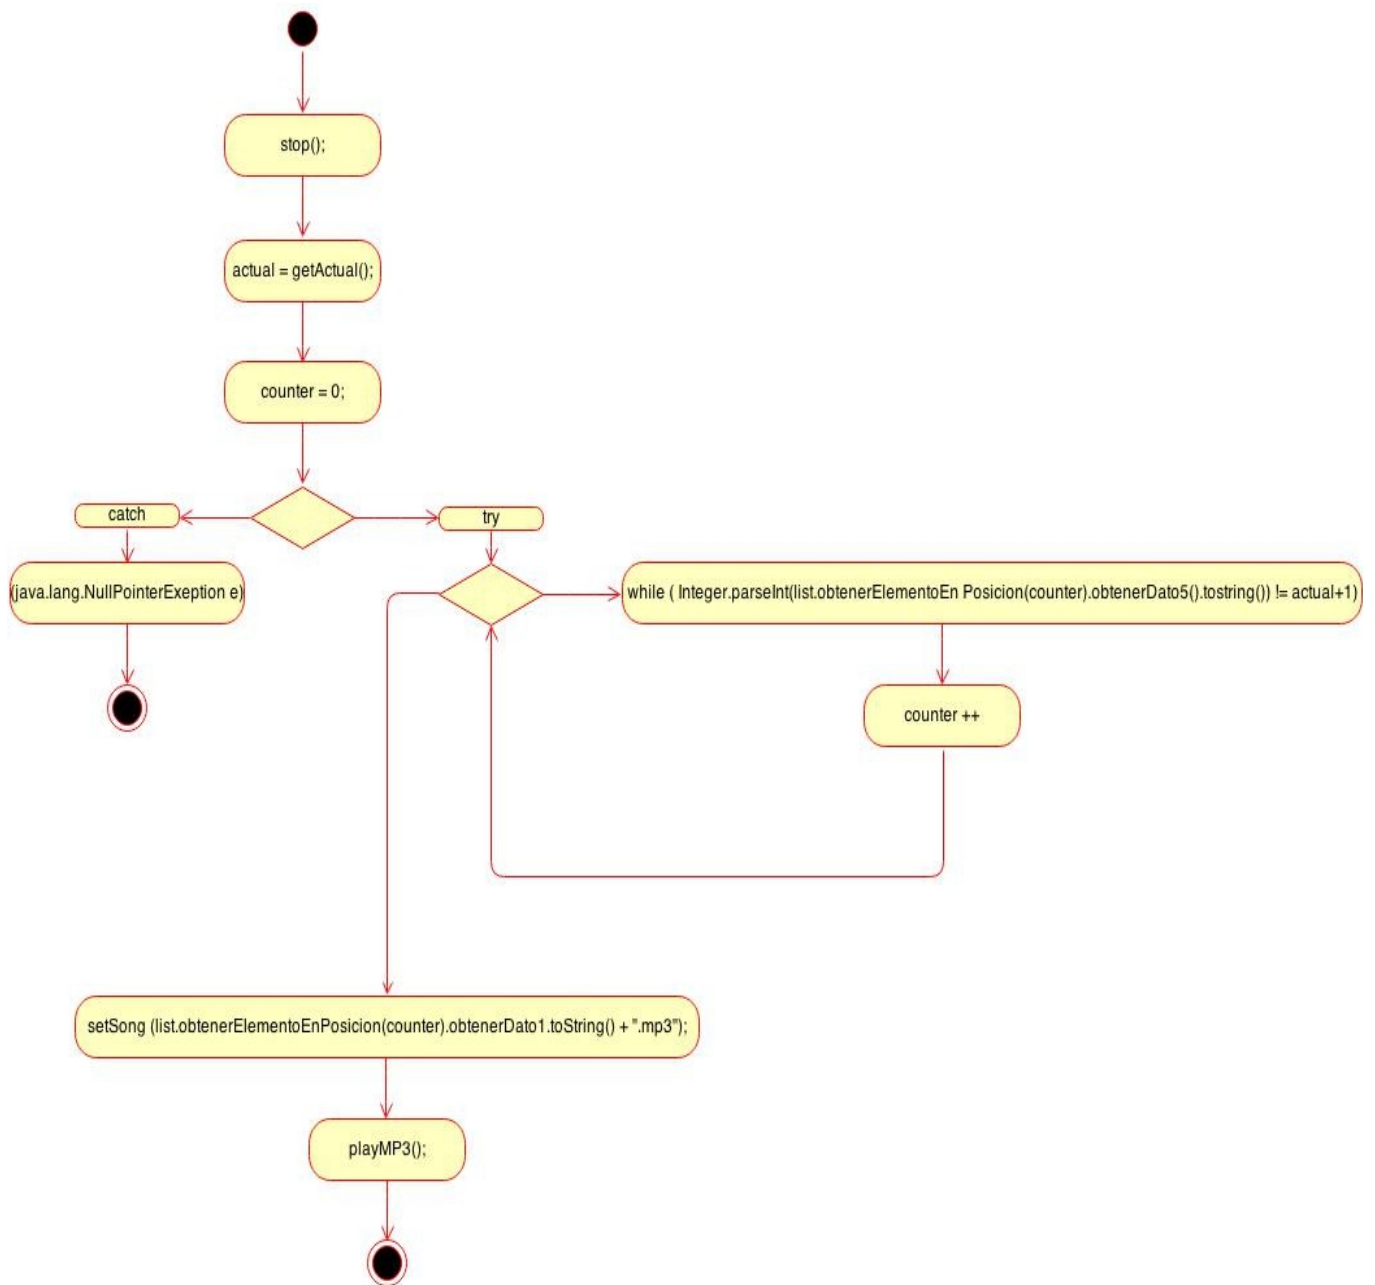 stop();
actual = getActual();
counter = 0;
catch
try
(java.lang.NullPointerExeption e)
while ( Integer.parseInt(list.obtenerElementoEn Posicion(counter).obtenerDato5().tostring()) != actual+1)
counter ++
setSong (list.obtenerElementoEnPosicion(counter).obtenerDato1.toString() + ".mp3");
playMP3();